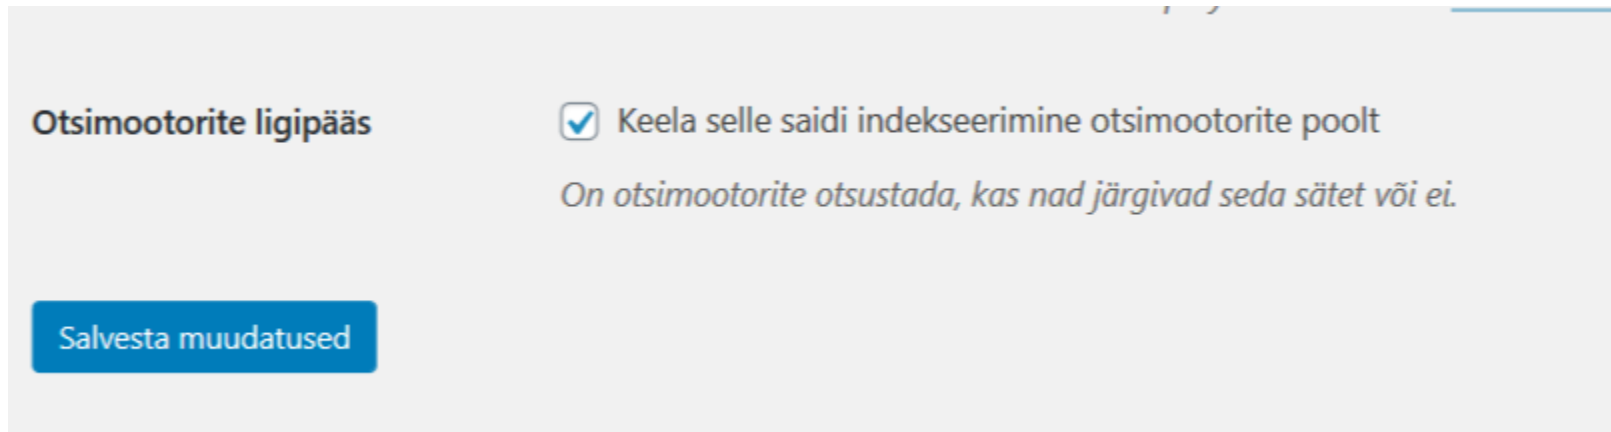 Otsimootorite ligipääs
Keela selle saidi indekseerimine otsimootorite poolt
On otsimootorite otsustada, kas nad järgivad seda sätet või ei.
Salvesta muudatused